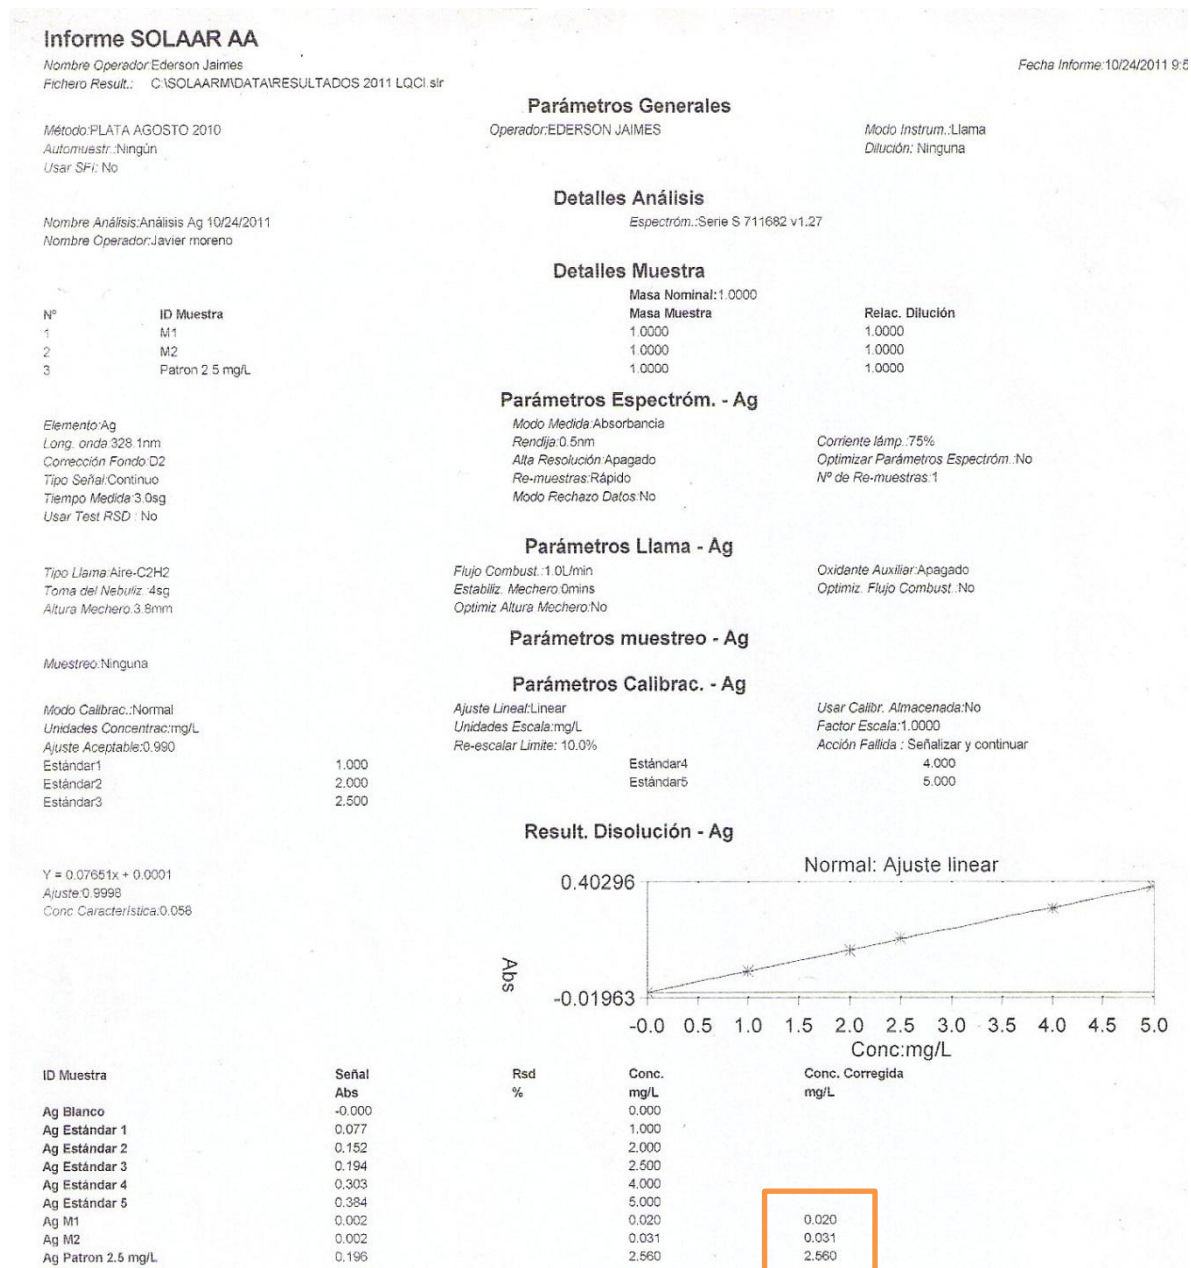 Informe SOLAAR AA
Nombre Operador:Ederson Jaimes Fecha Informe:10/24/2011 9:5
Fichero Result.: C:\SOLAARM\DATA\RESULTADOS 2011 LQCI.slr
Parámetros Generales
Método:PLATA AGOSTO 2010 Operador:EDERSON JAIMES Modo Instrum.:Llama
Automuestr.:Ningún Dilución: Ninguna
Usar SFI: No
Detalles Análisis
Nombre Análisis:Análisis Ag 10/24/2011 Espectróm.:Serie S 711682 v1.27
Nombre Operador:Javier moreno
Detalles Muestra
Masa Nominal:1.0000
Nº ID Muestra Masa Muestra Relac. Dilución
1 M1 1.0000 1.0000
2 M2 1.0000 1.0000
3 Patron 2.5 mg/L 1.0000 1.0000
Parámetros Espectróm. - Ag
Elemento:Ag Modo Medida:Absorbancia
Long. onda:328.1nm Rendija:0.5nm Corriente lámp.:75%
Corrección Fondo:D2 Alta Resolución:Apagado Optimizar Parámetros Espectróm.:No
Tipo Señal:Continuo Re-muestras:Rápido Nº de Re-muestras:1
Tiempo Medida:3.0sg Modo Rechazo Datos:No
Usar Test RSD : No
Parámetros Llama - Ag
Tipo Llama:Aire-C2H2 Flujo Combust.:1.0L/min Oxidante Auxiliar:Apagado
Toma del Nebuliz.:4sg Estabiliz. Mechero:0mins Optimiz. Flujo Combust.:No
Altura Mechero:3.8mm Optimiz Altura Mechero:No
Parámetros muestreo - Ag
Muestreo:Ninguna
Parámetros Calibrac. - Ag
Modo Calibrac.:Normal Ajuste Lineal:Linear Usar Calibr. Almacenada:No
Unidades Concentrac:mg/L Unidades Escala:mg/L Factor Escala:1.0000
Ajuste Aceptable:0.990 Re-escalar Limite: 10.0% Acción Fallida : Señalizar y continuar
Estándar1 1.000 Estándar4 4.000
Estándar2 2.000 Estándar5 5.000
Estándar3 2.500
Result. Disolución - Ag
Y = 0.07651x + 0.0001
Ajuste:0.9998
Conc Característica:0.058
Normal: Ajuste linear
0.40296
Abs
-0.01963
-0.0 0.5 1.0 1.5 2.0 2.5 3.0 3.5 4.0 4.5 5.0
Conc:mg/L
ID Muestra Señal Rsd Conc. Conc. Corregida
Abs % mg/L mg/L
Ag Blanco -0.000 0.000
Ag Estándar 1 0.077 1.000
Ag Estándar 2 0.152 2.000
Ag Estándar 3 0.194 2.500
Ag Estándar 4 0.303 4.000
Ag Estándar 5 0.384 5.000
Ag M1 0.002 0.020 0.020
Ag M2 0.002 0.031 0.031
Ag Patron 2.5 mg/L 0.196 2.560 2.560